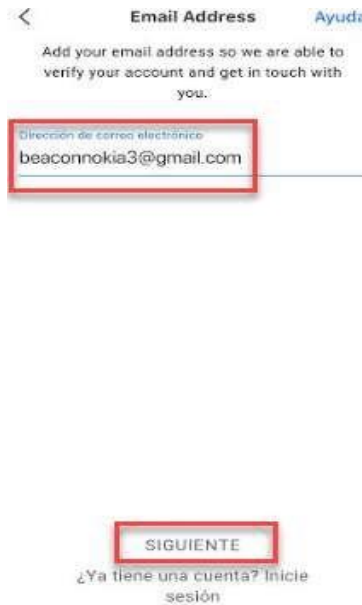 Email Address Ayuda
Add your email address so we are able to
verify your account and get in touch with
you.
Dirección de correo electrónico
beaconnokia3@gmail.com
SIGUIENTE
¿Ya tiene una cuenta? Inicie
sesión